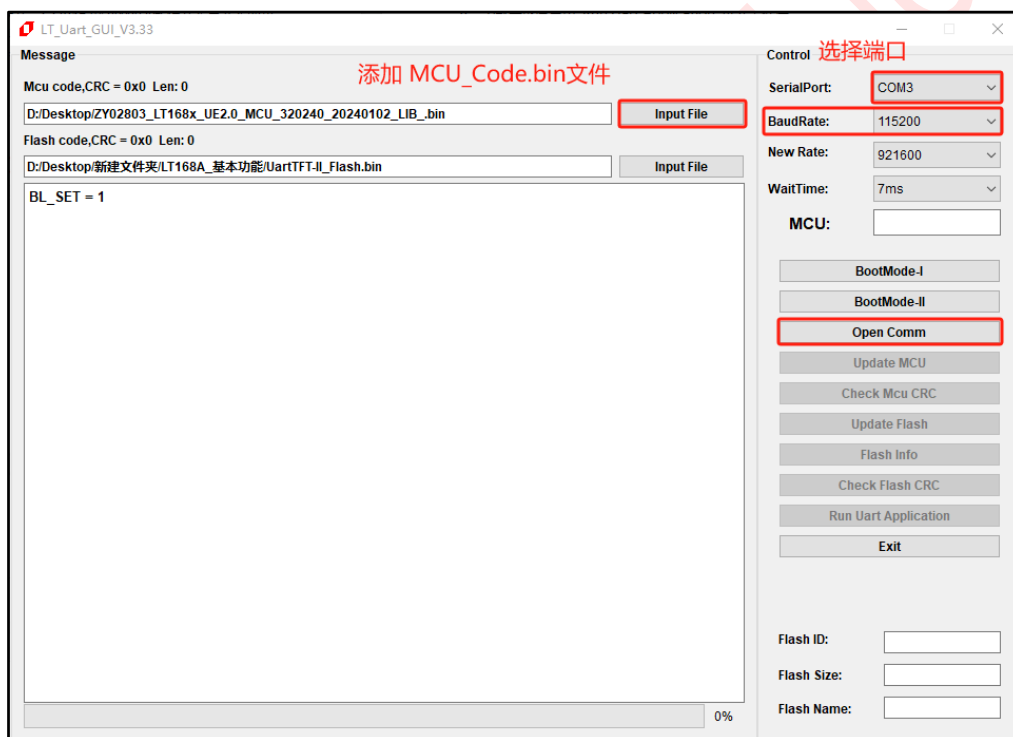 LT_Uart_GUI_V3.33
Message
添加 MCU_Code.bin文件
Mcu code,CRC = 0x0 Len: 0
D:/Desktop/ZY02803_LT168x_UE2.0_MCU_320240_20240102_LIB_.bin
Input File
Flash code,CRC = 0x0 Len: 0
D:/Desktop/新建文件夹/LT168A_基本功能/UartTFT-II_Flash.bin
Input File
BL_SET = 1
0%
Control 选择端口
SerialPort: COM3
BaudRate: 115200
New Rate: 921600
WaitTime: 7ms
MCU:
BootMode-I
BootMode-II
Open Comm
Update MCU
Check Mcu CRC
Update Flash
Flash Info
Check Flash CRC
Run Uart Application
Exit
Flash ID:
Flash Size:
Flash Name: